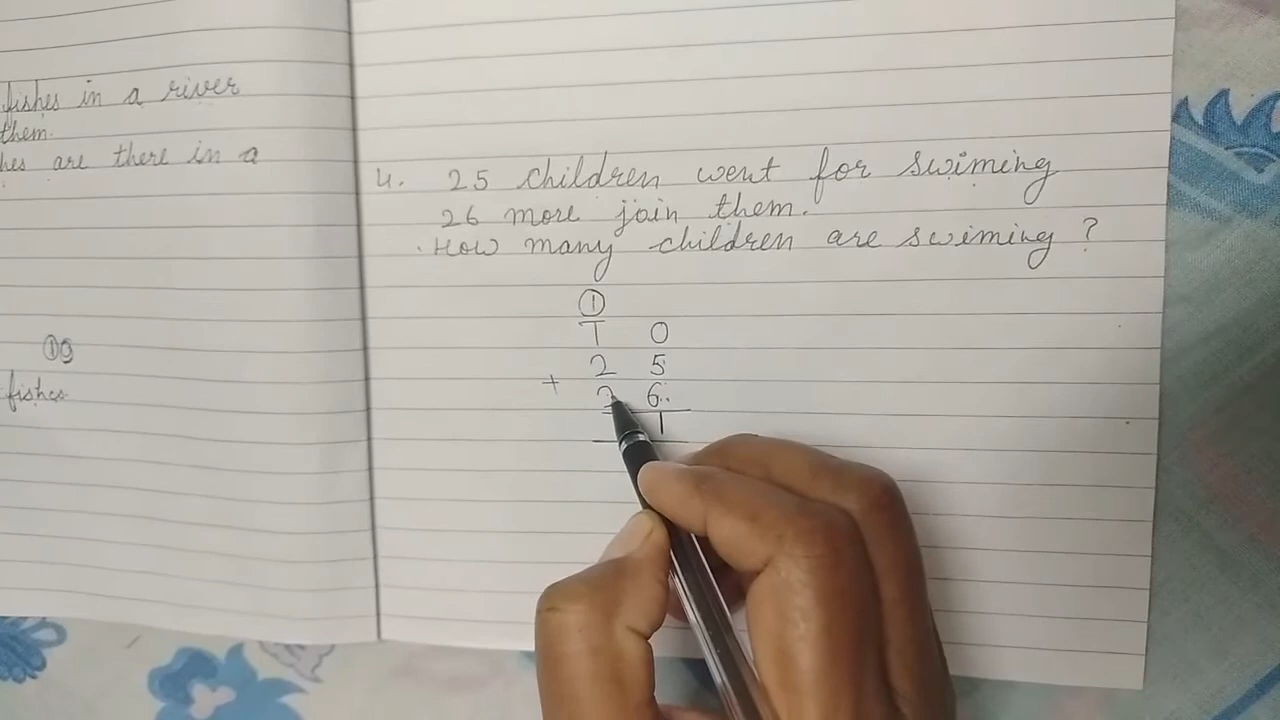 fishes in a river
them.
hes are there in a
fishes
4. 25 children went for swiming
26 more join them.
How many children are swiming ?
1
T O
2 5
+ 2 6
1